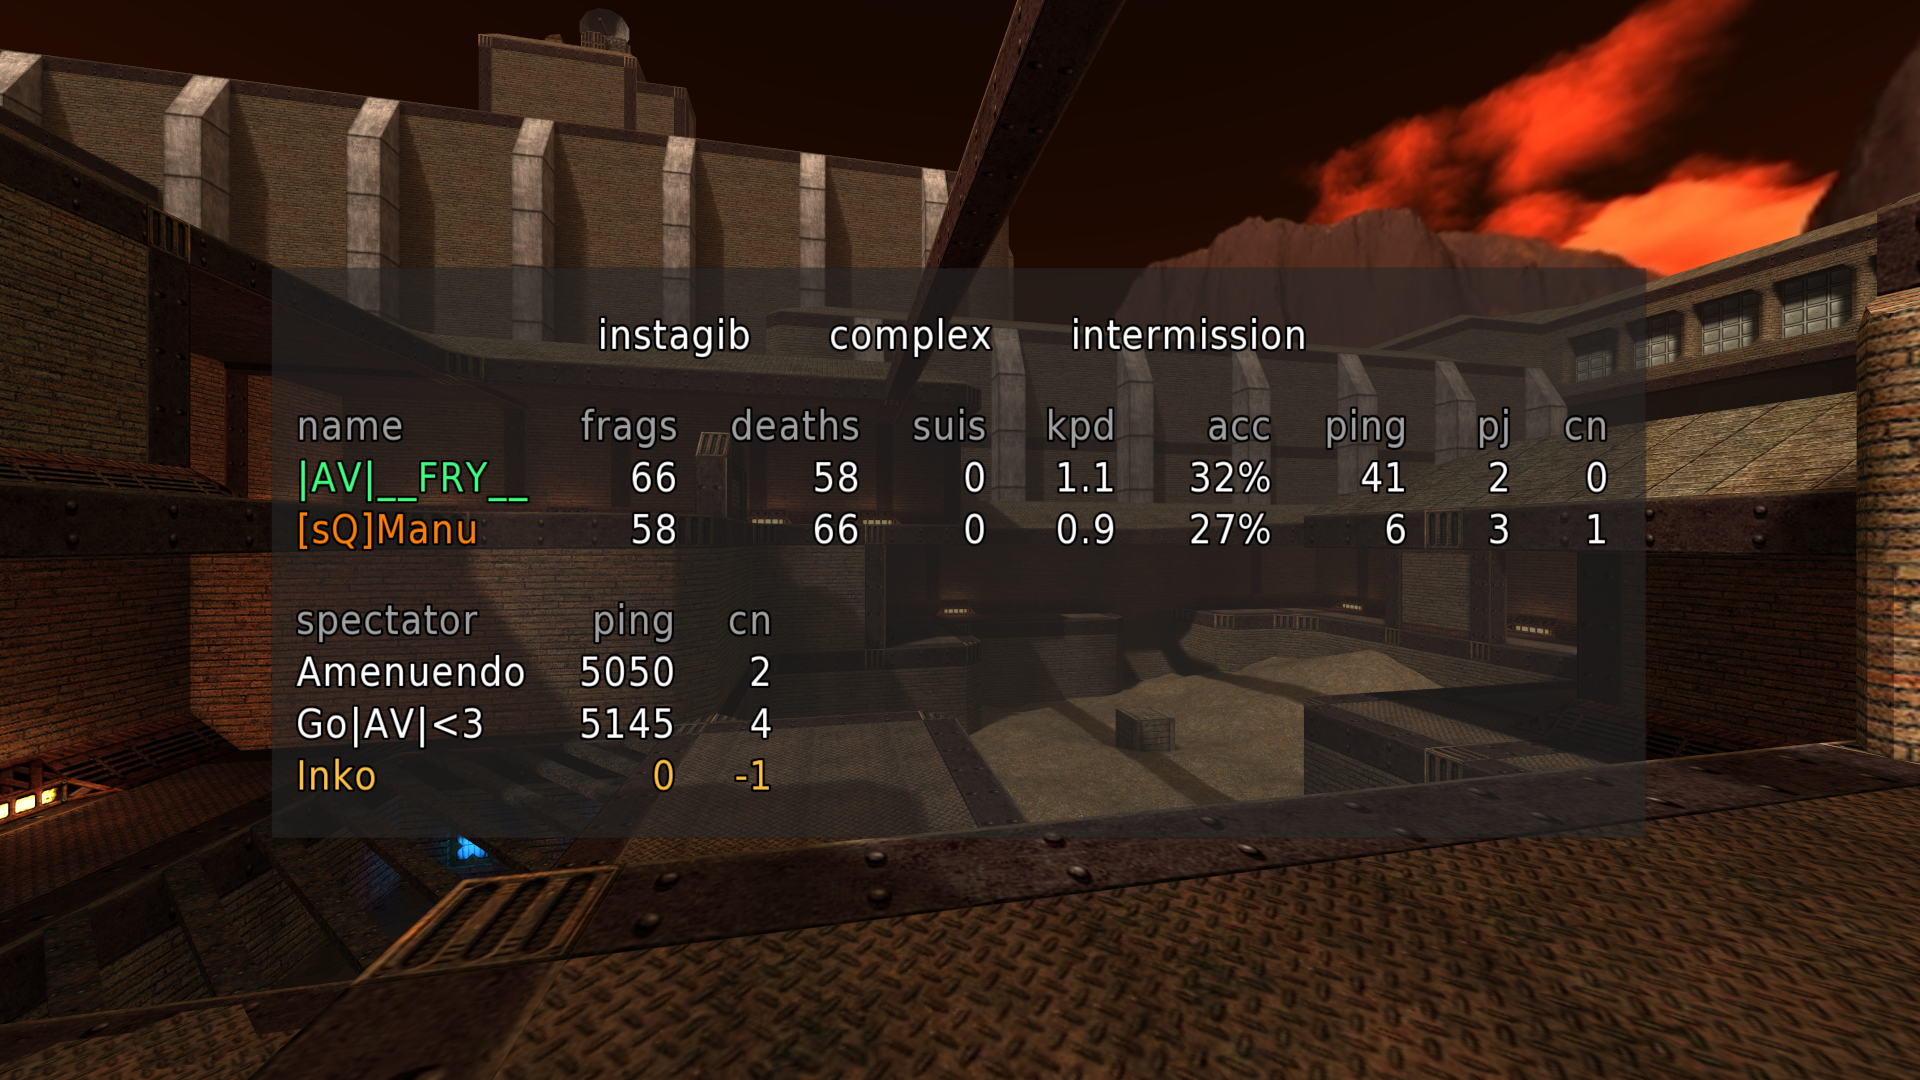 instagib complex intermission
name frags deaths suis kpd acc ping pj cn
|AV|__FRY__ 66 58 0 1.1 32% 41 2 0
[sQ]Manu 58 66 0 0.9 27% 6 3 1
spectator ping cn
Amenuendo 5050 2
Go|AV|<3 5145 4
Inko 0 -1